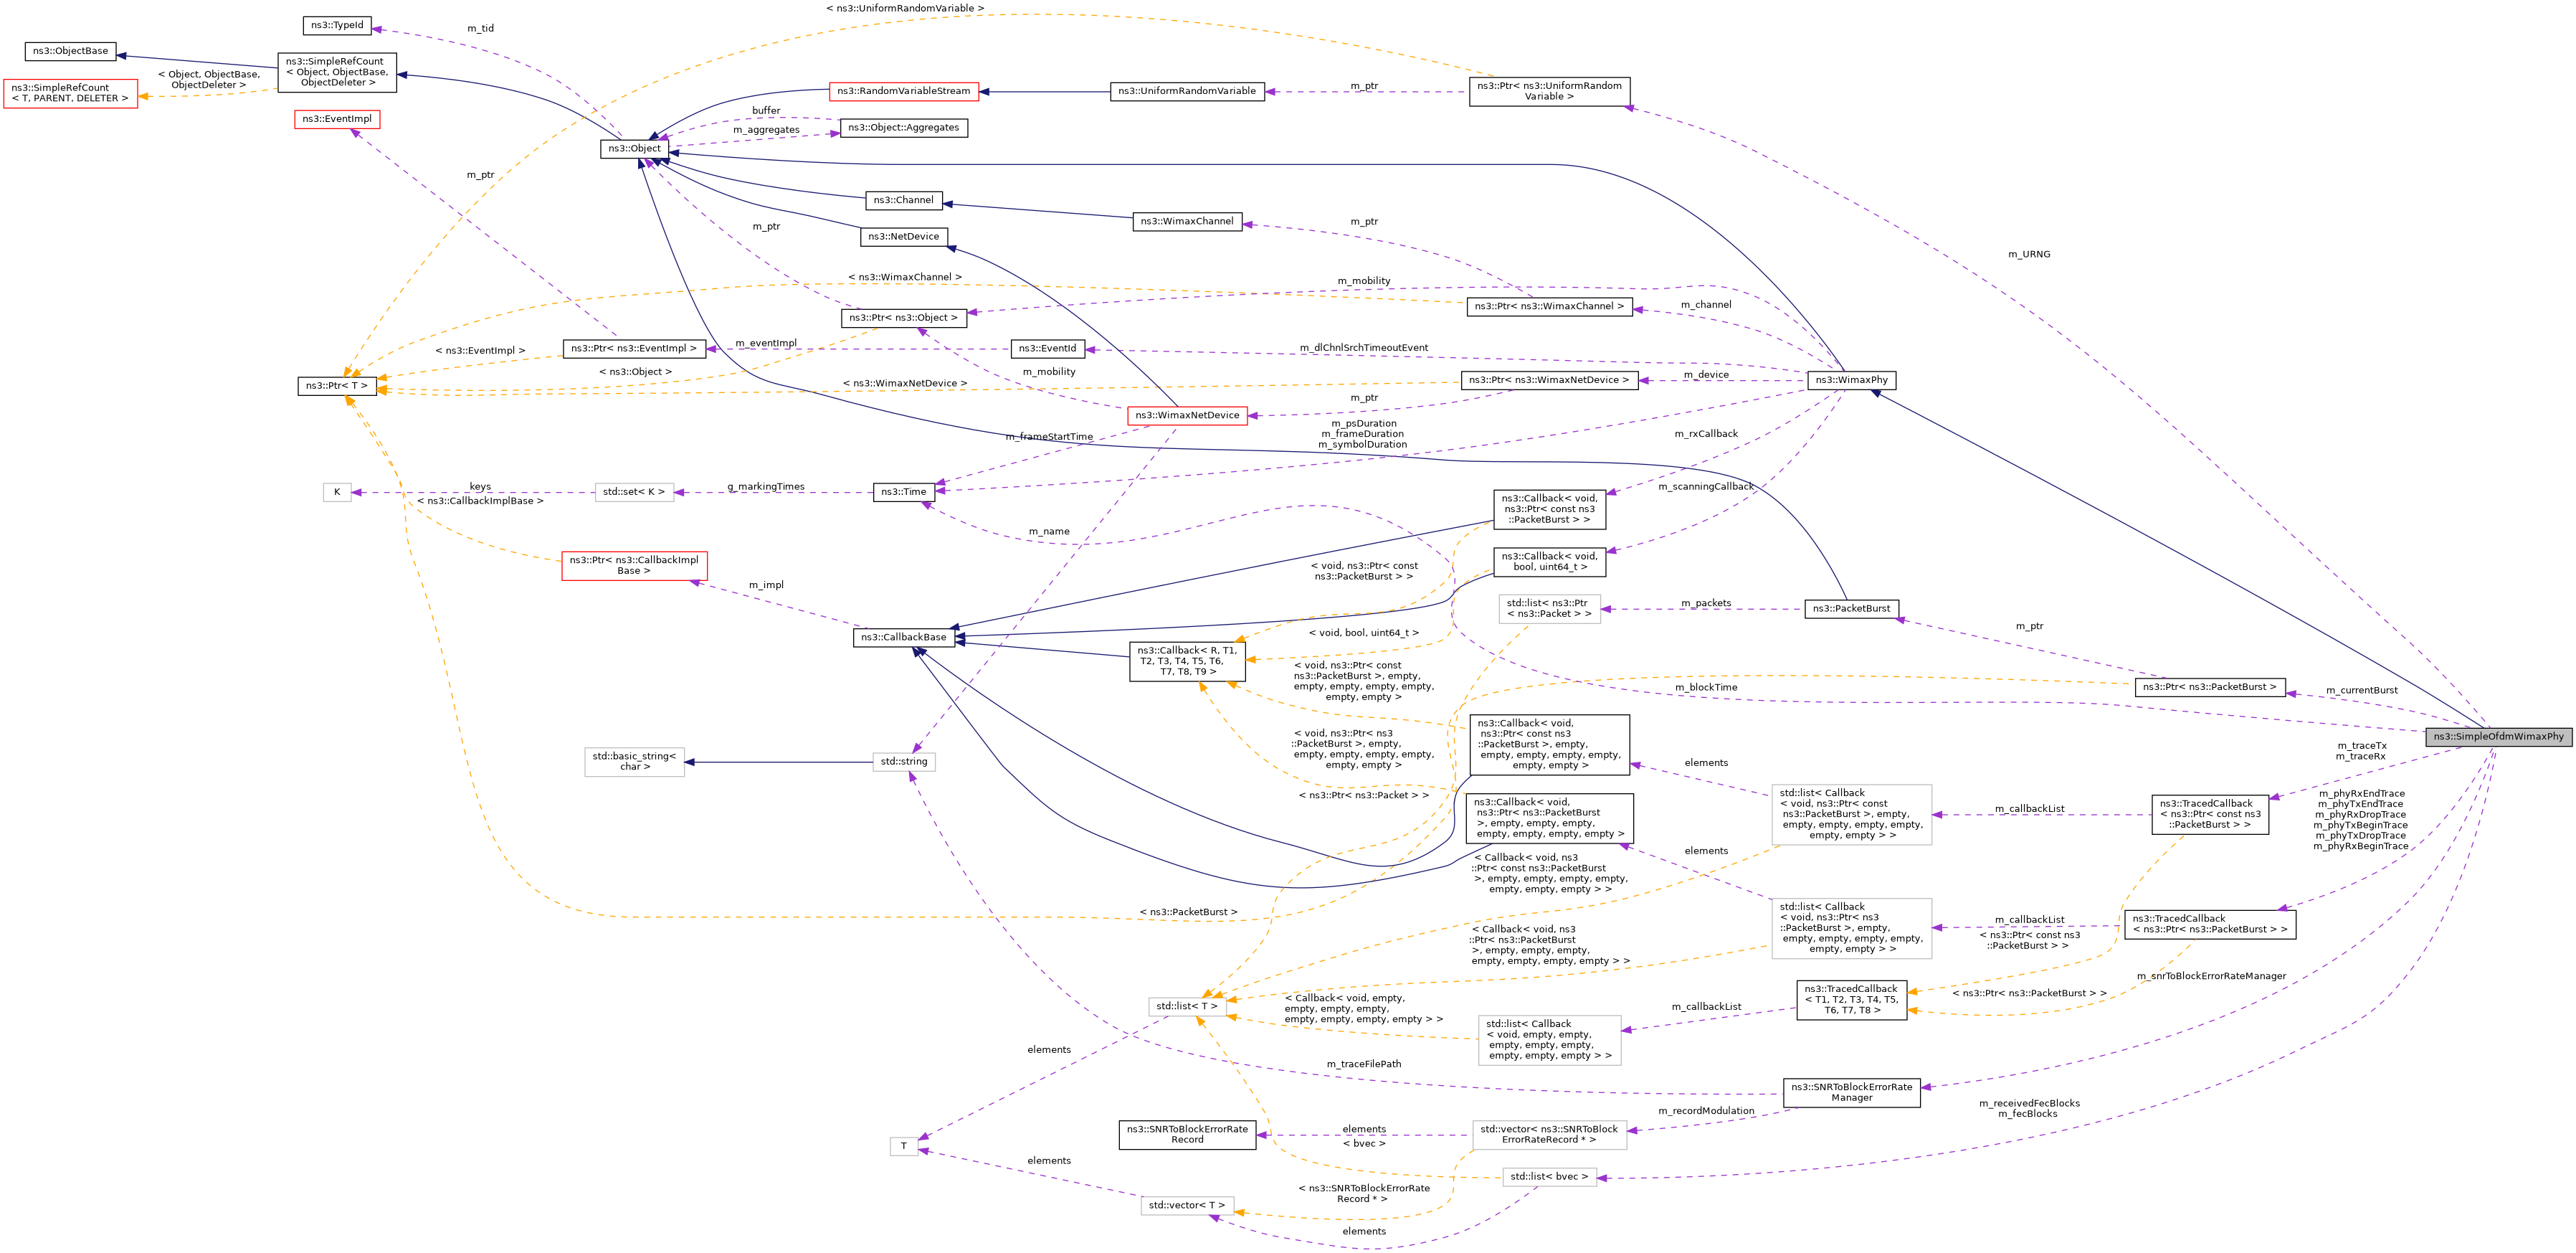 < ns3::UniformRandomVariable >
ns3::TypeId
m_tid
ns3::ObjectBase
ns3::SimpleRefCount
< Object, ObjectBase,
ObjectDeleter >
< Object, ObjectBase,
ObjectDeleter >
ns3::SimpleRefCount
< T, PARENT, DELETER >
ns3::EventImpl
ns3::RandomVariableStream
ns3::UniformRandomVariable
m_ptr
ns3::Ptr< ns3::UniformRandom
Variable >
buffer
m_aggregates
ns3::Object::Aggregates
ns3::Object
m_ptr
ns3::Channel
ns3::WimaxChannel
m_ptr
m_ptr
ns3::NetDevice
m_URNG
< ns3::WimaxChannel >
m_mobility
ns3::Ptr< ns3::WimaxChannel >
m_channel
ns3::Ptr< ns3::Object >
ns3::Ptr< ns3::EventImpl >
m_eventImpl
ns3::EventId
m_dlChnlSrchTimeoutEvent
< ns3::EventImpl >
< ns3::Object >
m_mobility
ns3::Ptr< T >
< ns3::WimaxNetDevice >
ns3::Ptr< ns3::WimaxNetDevice >
m_device
ns3::WimaxPhy
m_ptr
ns3::WimaxNetDevice
m_frameStartTime
m_psDuration
m_frameDuration
m_symbolDuration
m_rxCallback
K
keys
std::set< K >
g_markingTimes
ns3::Time
m_scanningCallback
< ns3::CallbackImplBase >
ns3::Callback< void,
ns3::Ptr< const ns3
::PacketBurst > >
m_name
ns3::Ptr< ns3::CallbackImpl
Base >
m_impl
< void, ns3::Ptr< const
ns3::PacketBurst > >
ns3::Callback< void,
bool, uint64_t >
std::list< ns3::Ptr
< ns3::Packet > >
m_packets
ns3::PacketBurst
ns3::CallbackBase
< void, bool, uint64_t >
m_ptr
ns3::Callback< R, T1,
T2, T3, T4, T5, T6,
T7, T8, T9 >
< void, ns3::Ptr< const
ns3::PacketBurst >, empty,
empty, empty, empty, empty,
empty, empty >
m_blockTime
ns3::Ptr< ns3::PacketBurst >
m_currentBurst
< void, ns3::Ptr< ns3
::PacketBurst >, empty,
empty, empty, empty, empty,
empty, empty >
ns3::Callback< void,
ns3::Ptr< const ns3
::PacketBurst >, empty,
empty, empty, empty, empty,
empty, empty >
ns3::SimpleOfdmWimaxPhy
std::basic_string<
char >
std::string
elements
m_traceTx
m_traceRx
< ns3::Ptr< ns3::Packet > >
ns3::Callback< void,
ns3::Ptr< ns3::PacketBurst
>, empty, empty, empty,
empty, empty, empty, empty >
std::list< Callback
< void, ns3::Ptr< const
ns3::PacketBurst >, empty,
empty, empty, empty, empty,
empty, empty > >
m_callbackList
ns3::TracedCallback
< ns3::Ptr< const ns3
::PacketBurst > >
m_phyRxEndTrace
m_phyTxEndTrace
m_phyRxDropTrace
m_phyTxBeginTrace
m_phyTxDropTrace
m_phyRxBeginTrace
elements
< Callback< void, ns3
::Ptr< const ns3::PacketBurst
>, empty, empty, empty, empty,
empty, empty, empty > >
< ns3::PacketBurst >
std::list< Callback
< void, ns3::Ptr< ns3
::PacketBurst >, empty,
empty, empty, empty, empty,
empty, empty > >
m_callbackList
ns3::TracedCallback
< ns3::Ptr< ns3::PacketBurst > >
< Callback< void, ns3
::Ptr< ns3::PacketBurst
>, empty, empty, empty,
empty, empty, empty, empty > >
< ns3::Ptr< const ns3
::PacketBurst > >
m_snrToBlockErrorRateManager
< ns3::Ptr< ns3::PacketBurst > >
std::list< T >
< Callback< void, empty,
empty, empty, empty,
empty, empty, empty, empty > >
m_callbackList
ns3::TracedCallback
< T1, T2, T3, T4, T5,
T6, T7, T8 >
std::list< Callback
< void, empty, empty,
empty, empty, empty,
empty, empty, empty > >
elements
m_traceFilePath
ns3::SNRToBlockErrorRate
Manager
m_recordModulation
m_receivedFecBlocks
m_fecBlocks
ns3::SNRToBlockErrorRate
Record
elements
< bvec >
std::vector< ns3::SNRToBlock
ErrorRateRecord * >
T
elements
std::list< bvec >
< ns3::SNRToBlockErrorRate
Record * >
std::vector< T >
elements